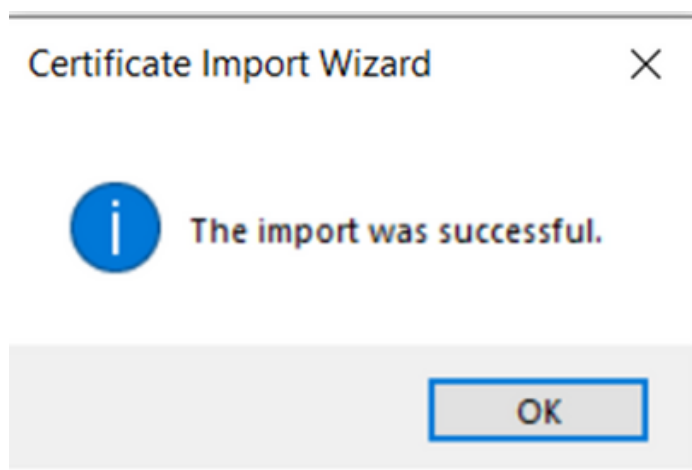 Certificate Import Wizard
The import was successful.
OK